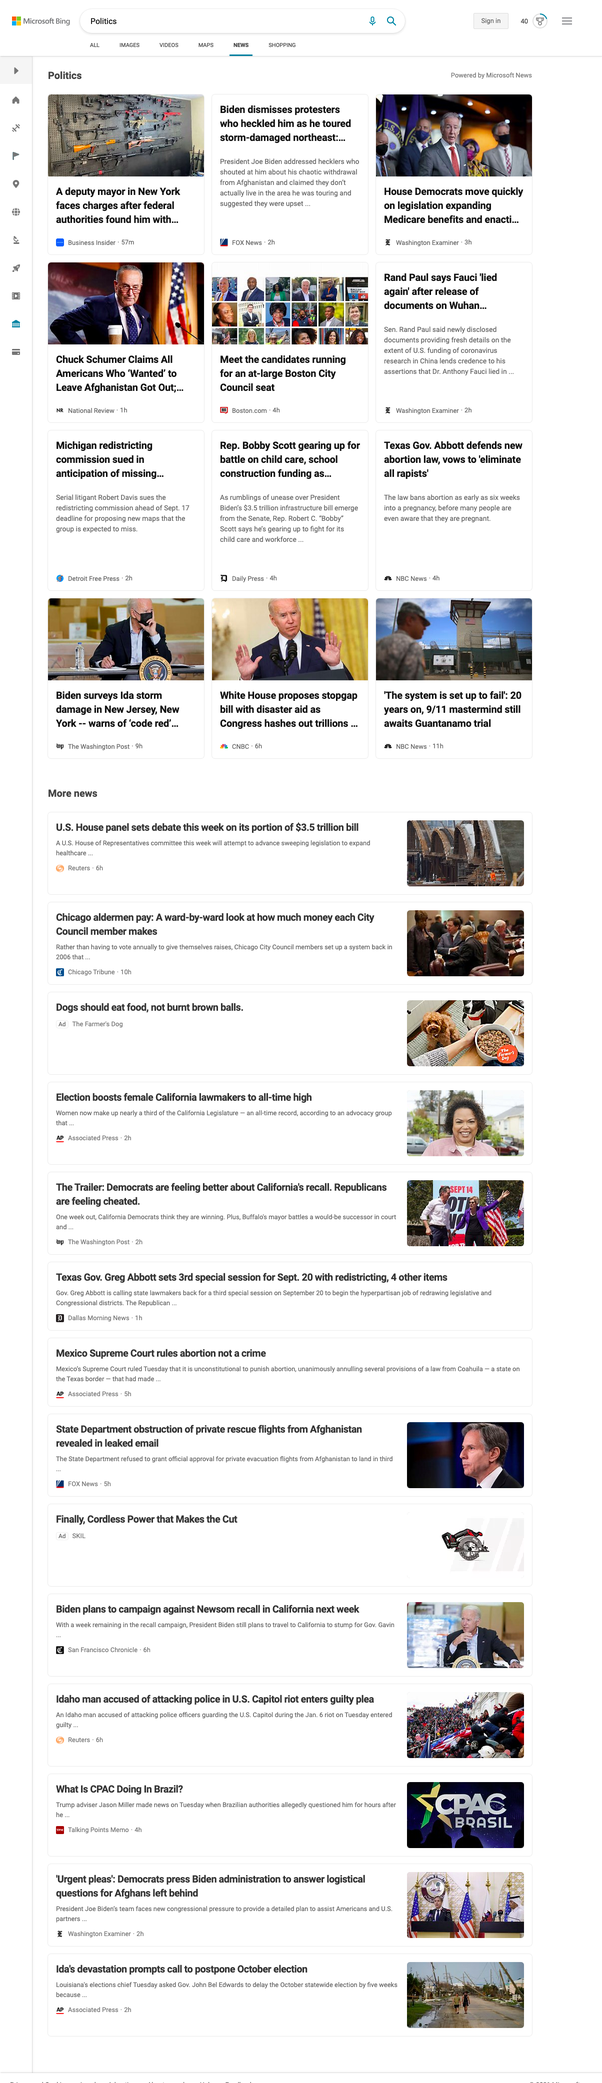 Microsoft Bing
Politics
Sign in
40
ALL
IMAGES
VIDEOS
MAPS
NEWS
SHOPPING
Politics
Powered by Microsoft News
A deputy mayor in New York
faces charges after federal
authorities found him with...
Business Insider · 57m
Biden dismisses protesters
who heckled him as he toured
storm-damaged northeast:...
President Joe Biden addressed hecklers who
shouted at him about his chaotic withdrawal
from Afghanistan and claimed they don't
actually live in the area he was touring and
suggested they were upset ...
FOX News · 2h
House Democrats move quickly
on legislation expanding
Medicare benefits and enacti...
Washington Examiner · 3h
Chuck Schumer Claims All
Americans Who 'Wanted' to
Leave Afghanistan Got Out;...
NR National Review · 1h
Meet the candidates running
for an at-large Boston City
Council seat
Boston.com · 4h
Rand Paul says Fauci 'lied
again' after release of
documents on Wuhan...
Sen. Rand Paul said newly disclosed
documents providing fresh details on the
extent of U.S. funding of coronavirus
research in China lends credence to his
assertions that Dr. Anthony Fauci lied in ...
Washington Examiner · 2h
Michigan redistricting
commission sued in
anticipation of missing...
Serial litigant Robert Davis sues the
redistricting commission ahead of Sept. 17
deadline for proposing new maps that the
group is expected to miss.
Detroit Free Press · 2h
Rep. Bobby Scott gearing up for
battle on child care, school
construction funding as...
As rumblings of unease over President
Biden's $3.5 trillion infrastructure bill emerge
from the Senate, Rep. Robert C. "Bobby"
Scott says he's gearing up to fight for its
child care and workforce ...
Daily Press · 4h
Texas Gov. Abbott defends new
abortion law, vows to 'eliminate
all rapists'
The law bans abortion as early as six weeks
into a pregnancy, before many people are
even aware that they are pregnant.
NBC News · 4h
Biden surveys Ida storm
damage in New Jersey, New
York -- warns of 'code red'...
wp The Washington Post · 9h
White House proposes stopgap
bill with disaster aid as
Congress hashes out trillions ...
CNBC · 6h
'The system is set up to fail': 20
years on, 9/11 mastermind still
awaits Guantanamo trial
NBC News · 11h
More news
U.S. House panel sets debate this week on its portion of $3.5 trillion bill
A U.S. House of Representatives committee this week will attempt to advance sweeping legislation to expand
healthcare ...
Reuters · 6h
Chicago aldermen pay: A ward-by-ward look at how much money each City
Council member makes
Rather than having to vote annually to give themselves raises, Chicago City Council members set up a system back in
2006 that ...
Chicago Tribune · 10h
Dogs should eat food, not burnt brown balls.
Ad The Farmer's Dog
The Farmer's Dog
Election boosts female California lawmakers to all-time high
Women now make up nearly a third of the California Legislature — an all-time record, according to an advocacy group
that ...
AP Associated Press · 2h
The Trailer: Democrats are feeling better about California's recall. Republicans
are feeling cheated.
One week out, California Democrats think they are winning. Plus, Buffalo's mayor battles a would-be successor in court
and ...
wp The Washington Post · 2h
SEPT 14
Texas Gov. Greg Abbott sets 3rd special session for Sept. 20 with redistricting, 4 other items
Gov. Greg Abbott is calling state lawmakers back for a third special session on September 20 to begin the hyperpartisan job of redrawing legislative and
Congressional districts. The Republican ...
Dallas Morning News · 1h
Mexico Supreme Court rules abortion not a crime
Mexico's Supreme Court ruled Tuesday that it is unconstitutional to punish abortion, unanimously annulling several provisions of a law from Coahuila — a state on
the Texas border — that had made ...
AP Associated Press · 5h
State Department obstruction of private rescue flights from Afghanistan
revealed in leaked email
The State Department refused to grant official approval for private evacuation flights from Afghanistan to land in third
...
FOX News · 5h
Finally, Cordless Power that Makes the Cut
Ad SKIL
Biden plans to campaign against Newsom recall in California next week
With a week remaining in the recall campaign, President Biden still plans to travel to California to stump for Gov. Gavin
...
San Francisco Chronicle · 6h
Idaho man accused of attacking police in U.S. Capitol riot enters guilty plea
An Idaho man accused of attacking police officers guarding the U.S. Capitol during the Jan. 6 riot on Tuesday entered
guilty ...
Reuters · 6h
What Is CPAC Doing In Brazil?
Trump adviser Jason Miller made news on Tuesday when Brazilian authorities allegedly questioned him for hours after
he ...
Talking Points Memo · 4h
CPAC
BRASIL
'Urgent pleas': Democrats press Biden administration to answer logistical
questions for Afghans left behind
President Joe Biden's team faces new congressional pressure to provide a detailed plan to assist Americans and U.S.
partners ...
Washington Examiner · 2h
Ida's devastation prompts call to postpone October election
Louisiana's elections chief Tuesday asked Gov. John Bel Edwards to delay the October statewide election by five weeks
because ...
AP Associated Press · 2h